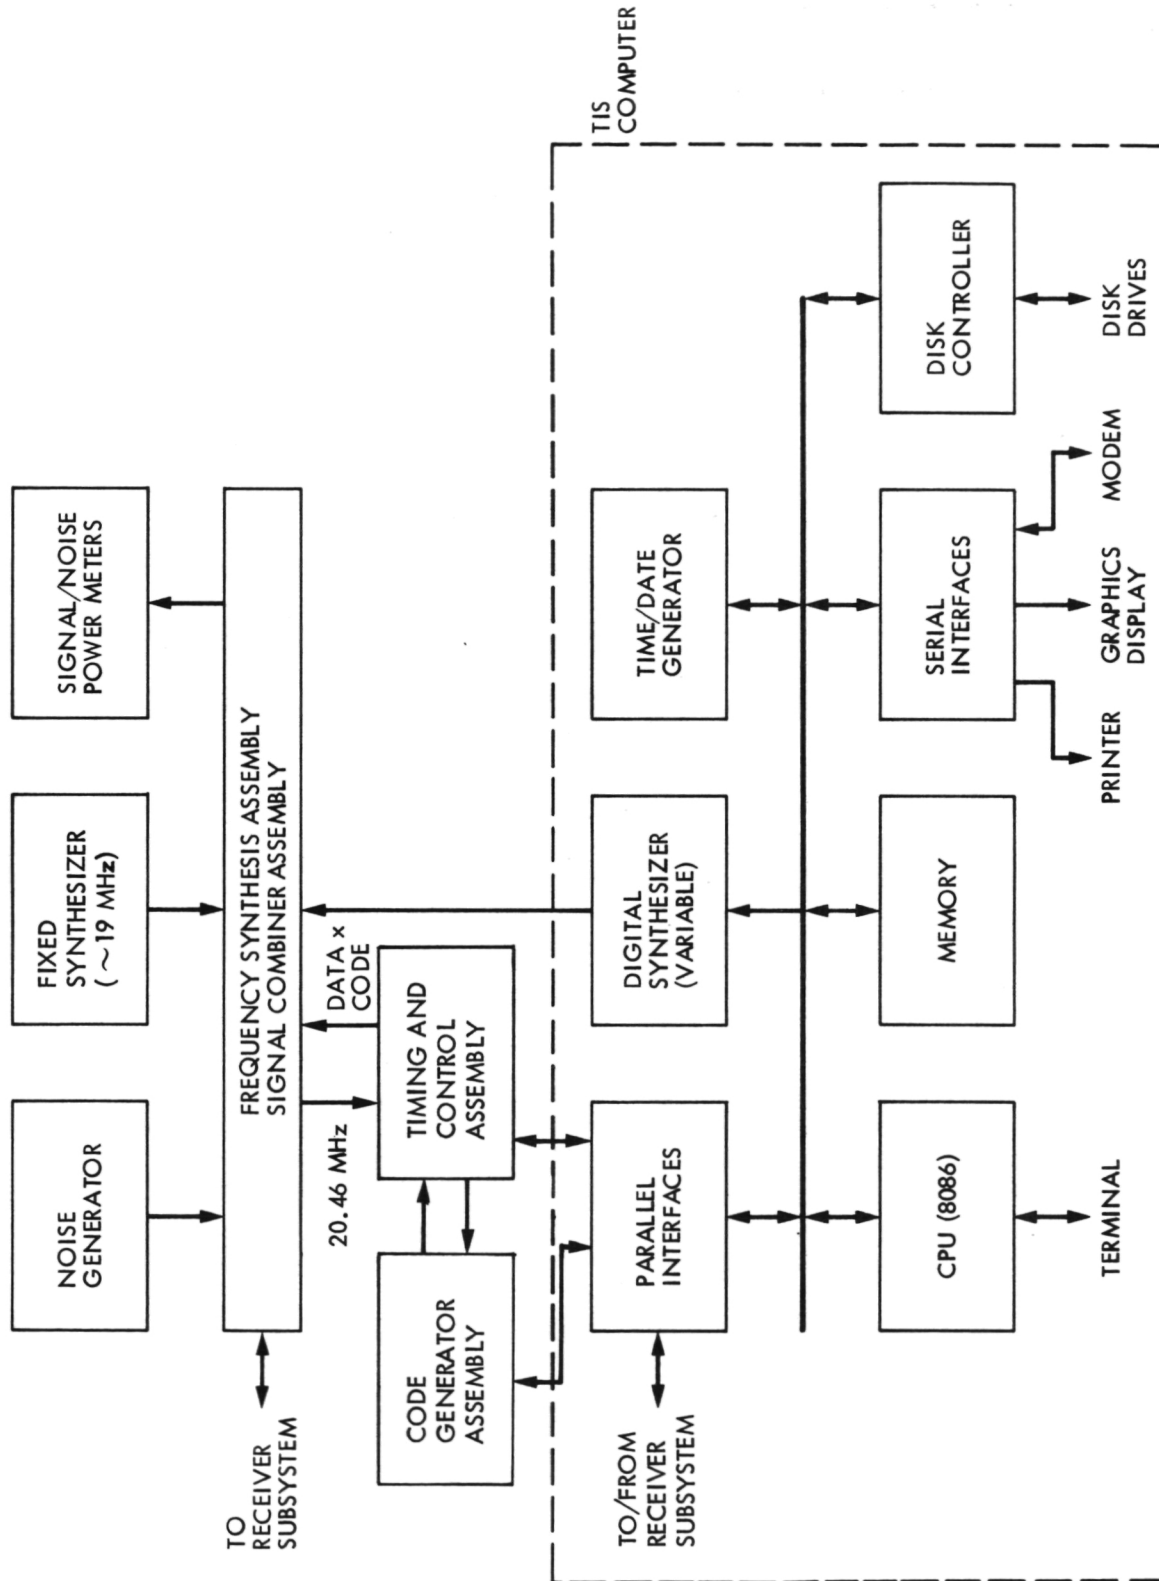 NOISE
GENERATOR
FIXED
SYNTHESIZER
(~19 MHz)
SIGNAL/NOISE
POWER METERS
TO
RECEIVER
SUBSYSTEM
FREQUENCY SYNTHESIS ASSEMBLY
SIGNAL COMBINER ASSEMBLY
20.46 MHz
DATA ×
CODE
CODE
GENERATOR
ASSEMBLY
TIMING AND
CONTROL
ASSEMBLY
TIS
COMPUTER
TO/FROM
RECEIVER
SUBSYSTEM
PARALLEL
INTERFACES
DIGITAL
SYNTHESIZER
(VARIABLE)
TIME/DATE
GENERATOR
CPU (8086)
MEMORY
SERIAL
INTERFACES
DISK
CONTROLLER
TERMINAL
PRINTER
GRAPHICS
DISPLAY
MODEM
DISK
DRIVES